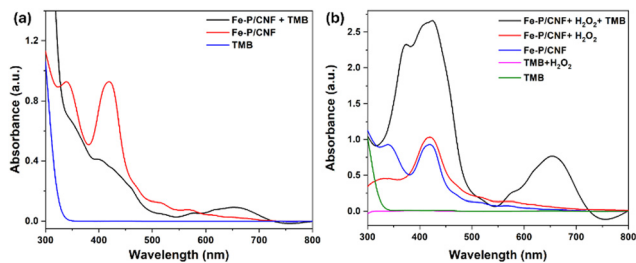 (a)
Fe-P/CNF + TMB
Fe-P/CNF
TMB
Absorbance (a.u.)
1.2
0.8
0.4
0.0
300 400 500 600 700 800
Wavelength (nm)
(b)
Fe-P/CNF+ H₂O₂ + TMB
Fe-P/CNF+ H₂O₂
Fe-P/CNF
TMB+H₂O₂
TMB
Absorbance (a.u.)
2.5
2.0
1.5
1.0
0.5
0.0
300 400 500 600 700 800
Wavelength (nm)